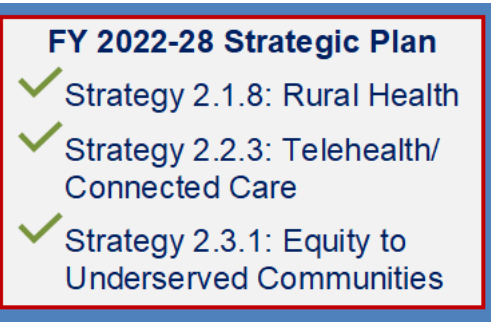 FY 2022-28 Strategic Plan
Strategy 2.1.8: Rural Health
Strategy 2.2.3: Telehealth/
Connected Care
Strategy 2.3.1: Equity to
Underserved Communities